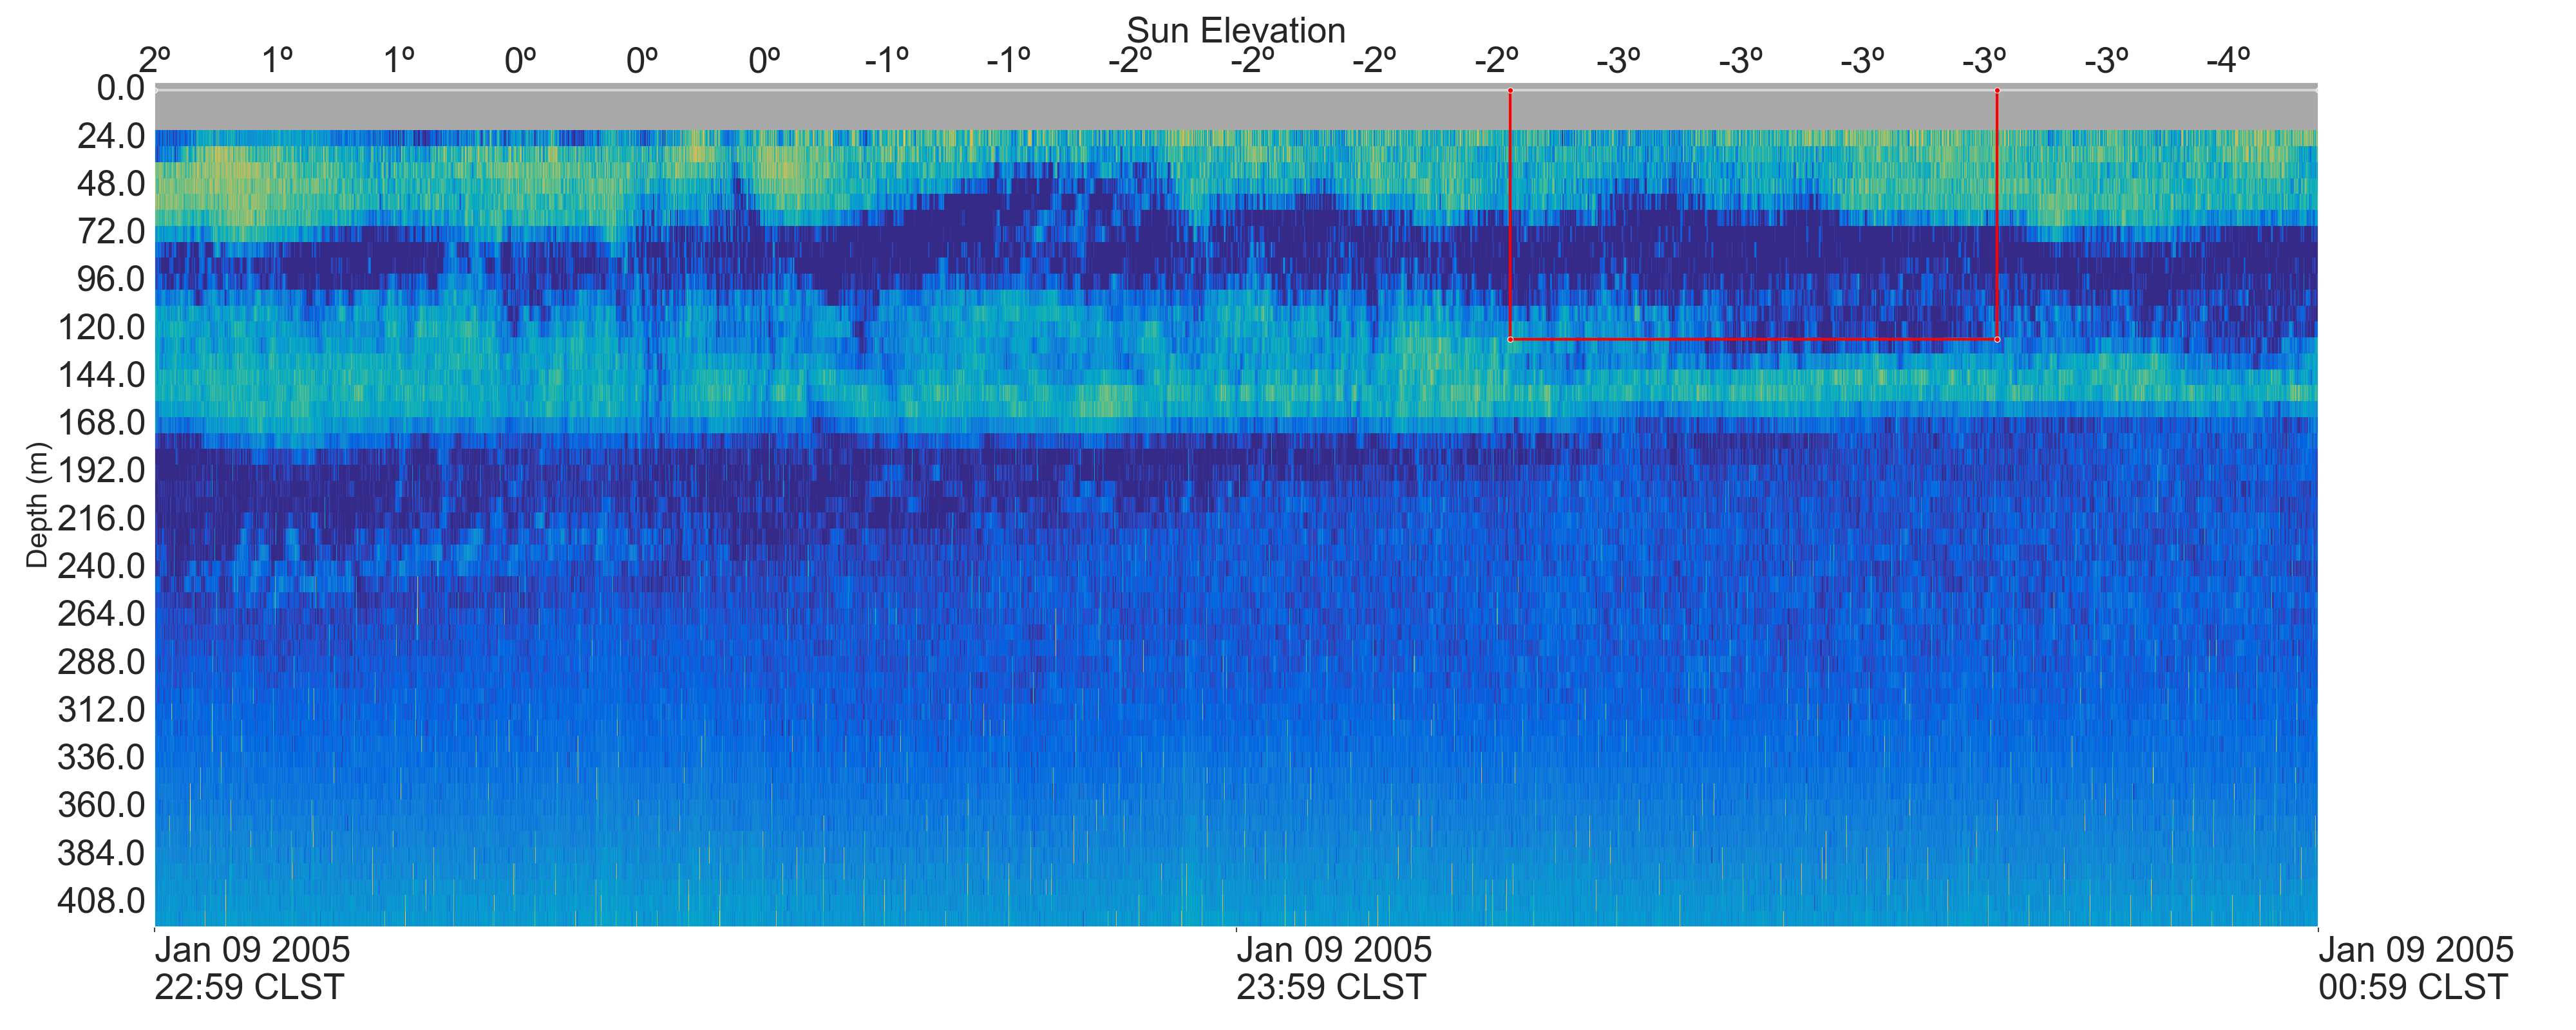 Sun Elevation
2º 1º 1º 0º 0º 0º -1º -1º -2º -2º -2º -2º -3º -3º -3º -3º -3º -4º
0.0
24.0
48.0
72.0
96.0
120.0
144.0
168.0
192.0
216.0
240.0
264.0
288.0
312.0
336.0
360.0
384.0
408.0
Depth (m)
Jan 09 2005
22:59 CLST
Jan 09 2005
23:59 CLST
Jan 09 2005
00:59 CLST